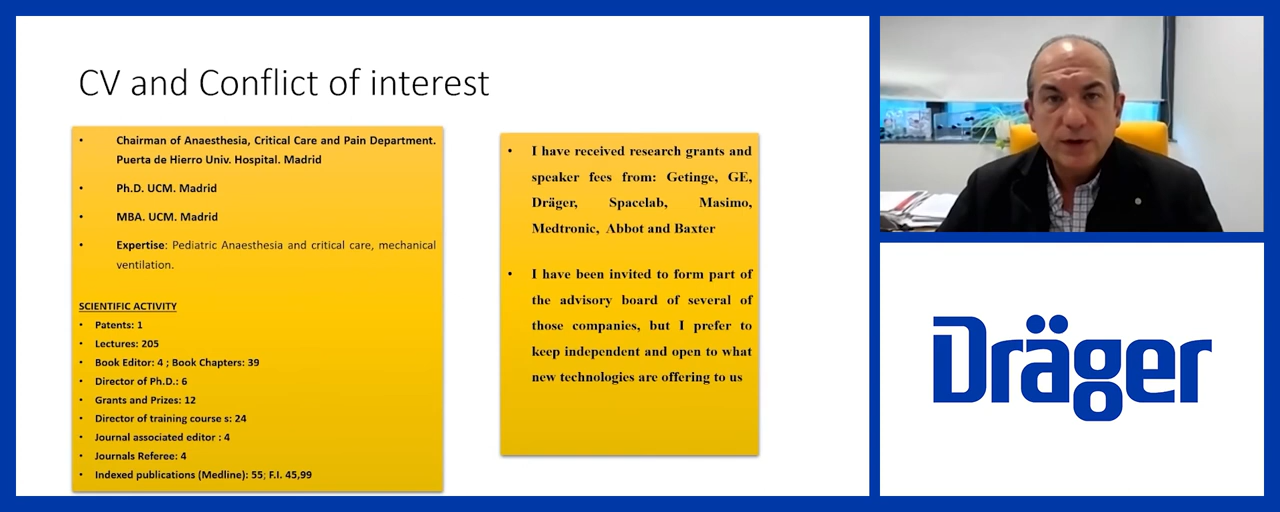 CV and Conflict of interest
• Chairman of Anaesthesia, Critical Care and Pain Department.
Puerta de Hierro Univ. Hospital. Madrid
• Ph.D. UCM. Madrid
• MBA. UCM. Madrid
• Expertise: Pediatric Anaesthesia and critical care, mechanical
ventilation.
SCIENTIFIC ACTIVITY
• Patents: 1
• Lectures: 205
• Book Editor: 4 ; Book Chapters: 39
• Director of Ph.D.: 6
• Grants and Prizes: 12
• Director of training course s: 24
• Journal associated editor : 4
• Journals Referee: 4
• Indexed publications (Medline): 55; F.I. 45,99
• I have received research grants and
speaker fees from: Getinge, GE,
Dräger, Spacelab, Masimo,
Medtronic, Abbot and Baxter
• I have been invited to form part of
the advisory board of several of
those companies, but I prefer to
keep independent and open to what
new technologies are offering to us
Dräger